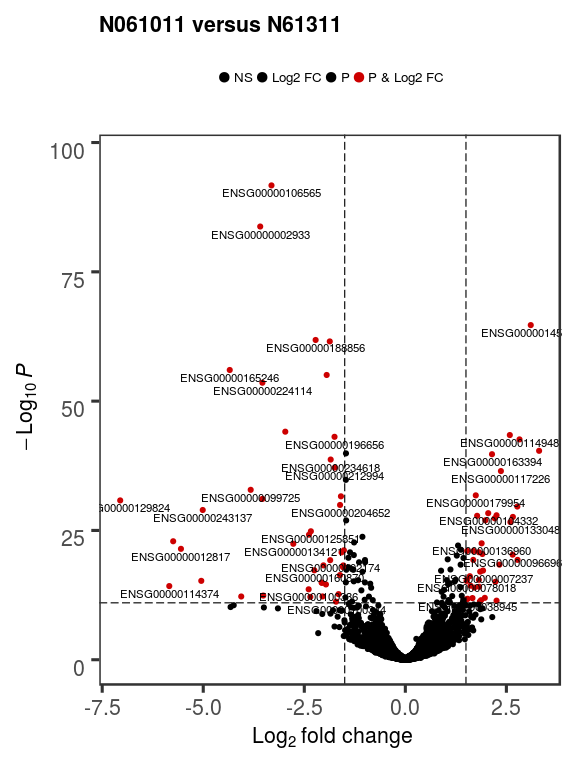 N061011 versus N61311
NS Log2 FC P P & Log2 FC
100
ENSG00000106565
ENSG00000002933
75
ENSG00000145
ENSG00000188856
ENSG00000165246
ENSG00000224114
50
ENSG00000196656
ENSG00000114948
ENSG00000163394
ENSG00000234618
ENSG00000212994
ENSG00000117226
ENSG00000099725
ENSG00000129824
ENSG00000179954
ENSG00000243137
ENSG00000204652
25
ENSG00000133048
ENSG00000012817
ENSG00000136960
ENSG00000096696
ENSG00000114374
0
-7.5 -5.0 -2.5 0.0 2.5
Log2 fold change
−Log10 P